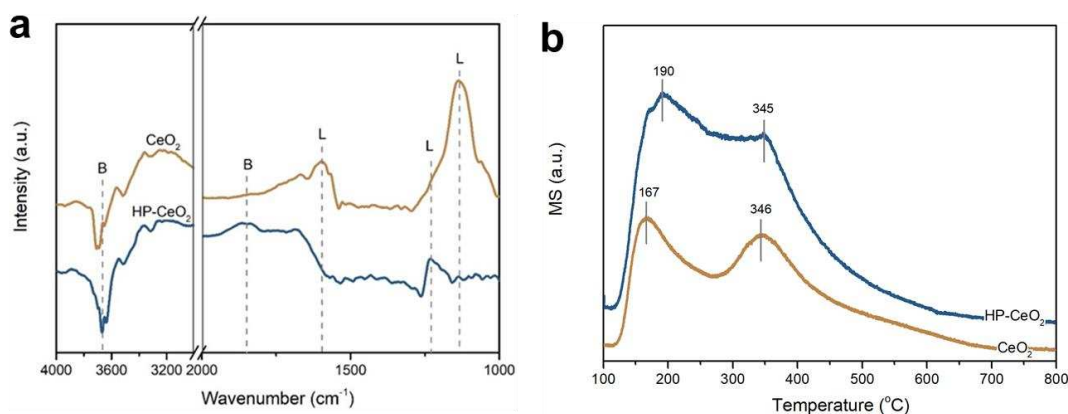 a
Intensity (a.u.)
B
CeO₂
HP-CeO₂
B
L
L
L
4000 3600 3200 2000 1500 1000
Wavenumber (cm⁻¹)
b
MS (a.u.)
190
345
167
346
HP-CeO₂
CeO₂
100 200 300 400 500 600 700 800
Temperature (°C)